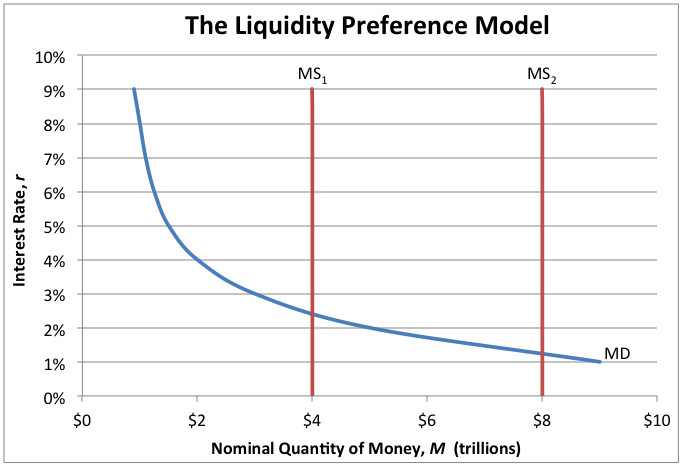 The Liquidity Preference Model
10%
9%
8%
7%
6%
5%
4%
3%
2%
1%
0%
Interest Rate, r
MS1
MS2
MD
$0
$2
$4
$6
$8
$10
Nominal Quantity of Money, M (trillions)